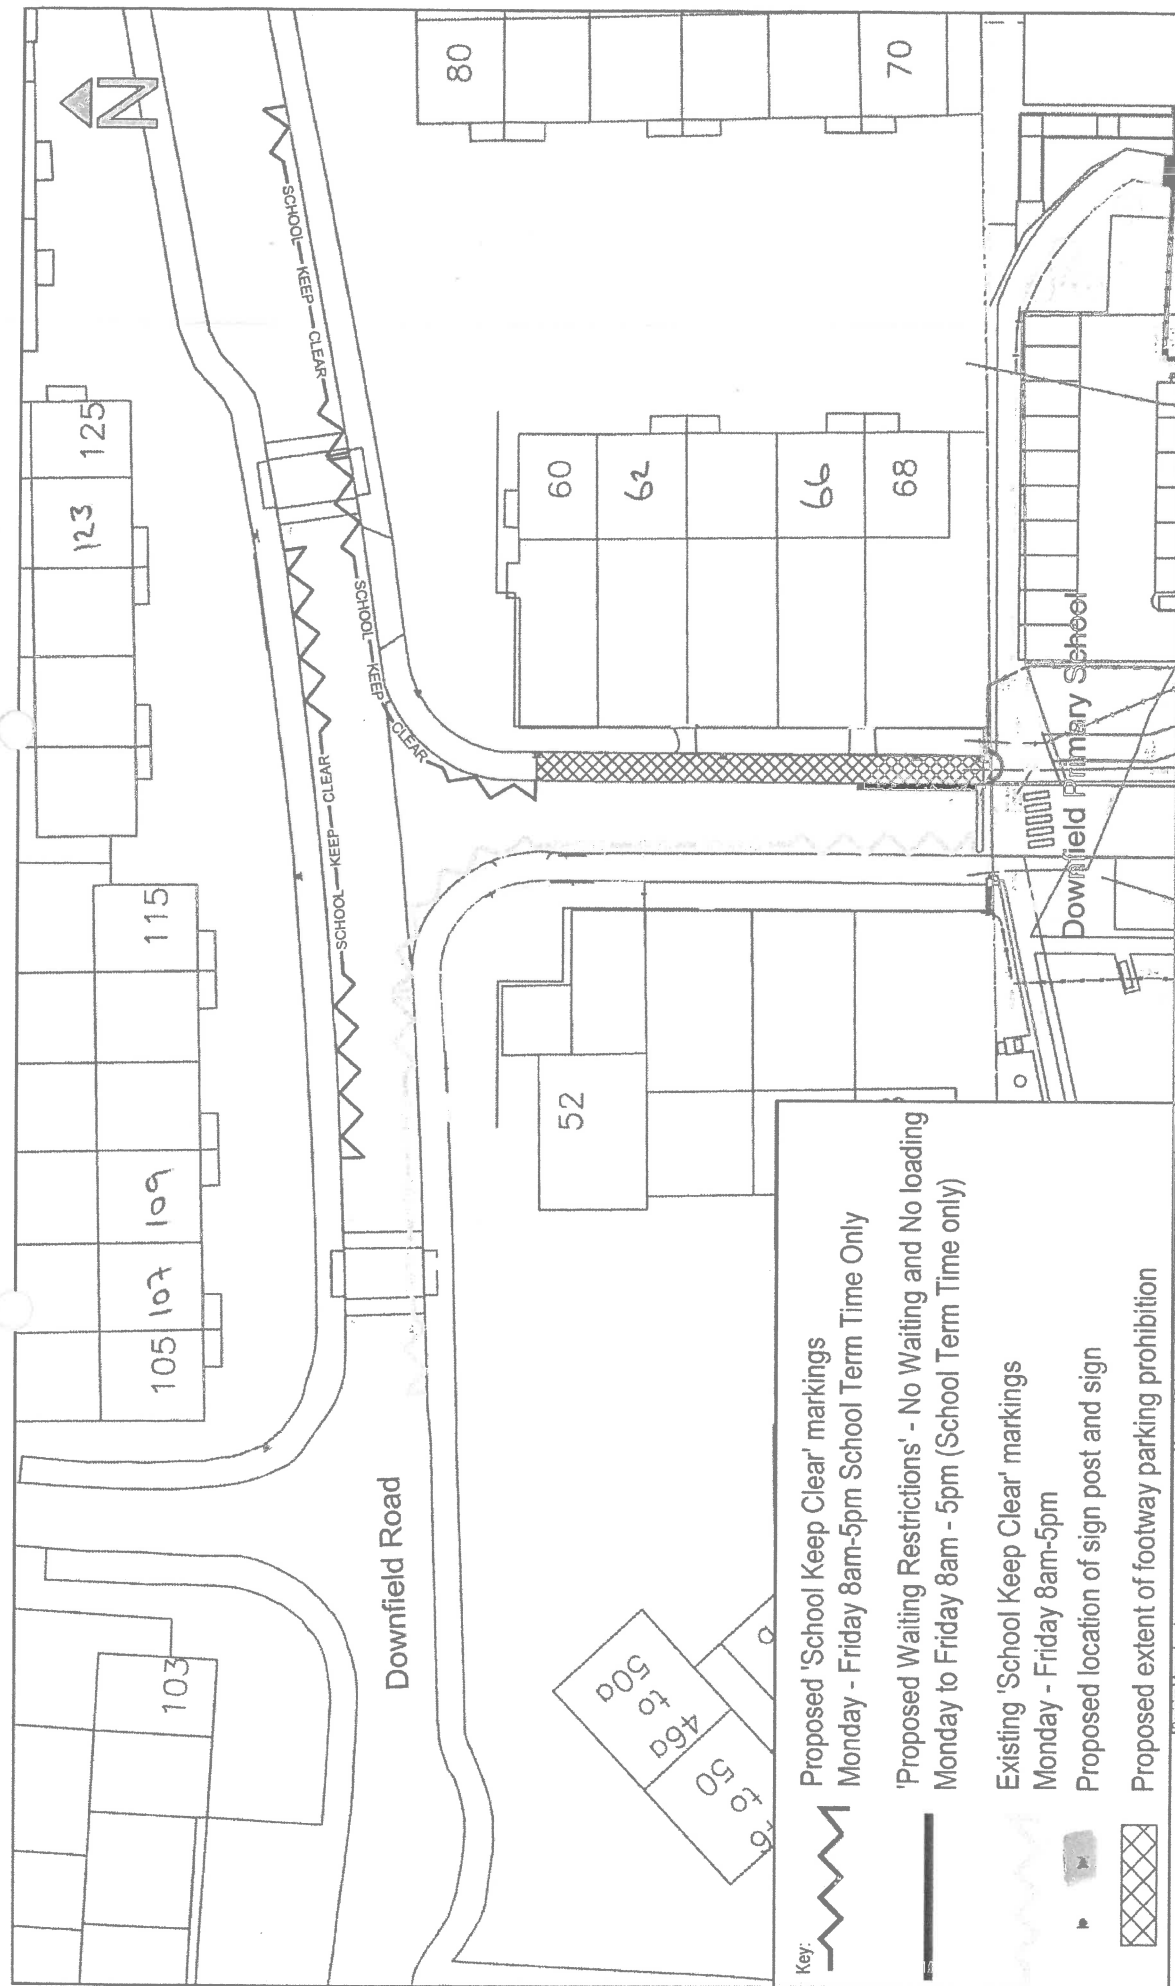 N
80
70
SCHOOL KEEP CLEAR
125
123
60
62
66
68
SCHOOL KEEP CLEAR
SCHOOL KEEP CLEAR
115
109
107
105
Downfield Primary School
52
103
Downfield Road
46a
to
50a
to 50
Key:
Proposed 'School Keep Clear' markings
Monday - Friday 8am-5pm School Term Time Only
'Proposed Waiting Restrictions' - No Waiting and No loading
Monday to Friday 8am - 5pm (School Term Time only)
Existing 'School Keep Clear' markings
Monday - Friday 8am-5pm
Proposed location of sign post and sign
Proposed extent of footway parking prohibition